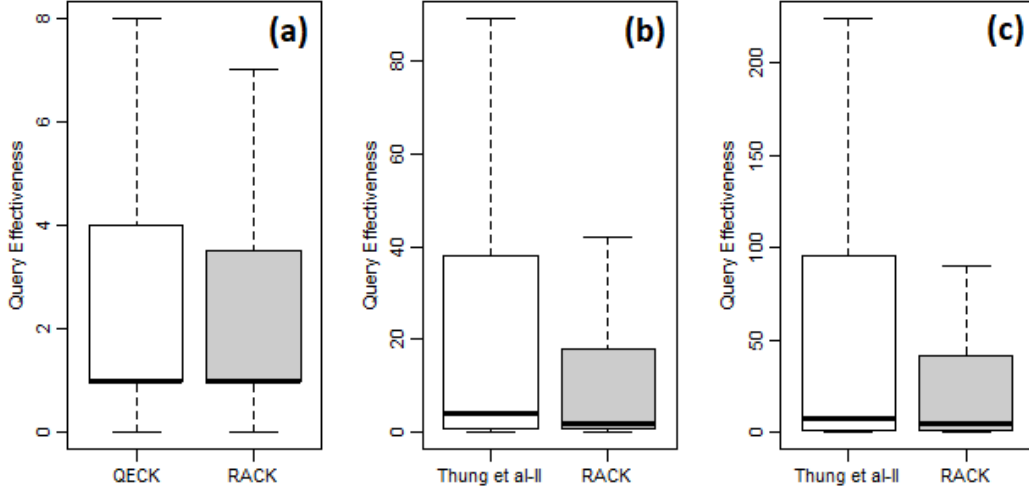 (a)
Query Effectiveness
8
6
4
2
0
QECK RACK
(b)
Query Effectiveness
80
60
40
20
0
Thung et al-II RACK
(c)
Query Effectiveness
200
150
100
50
0
Thung et al-II RACK